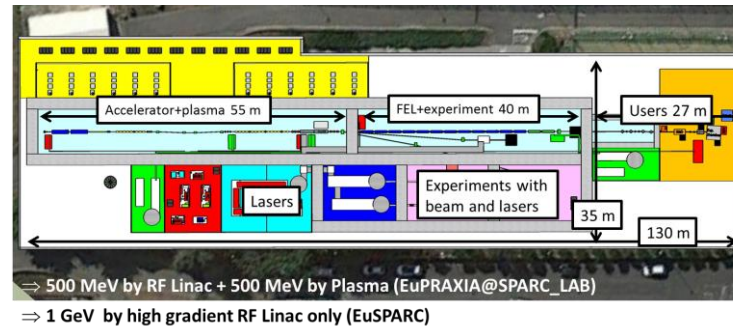 Accelerator+plasma 55 m
FEL+experiment 40 m
Users 27 m
Lasers
Experiments with
beam and lasers
35 m
130 m
⇒ 500 MeV by RF Linac + 500 MeV by Plasma (EuPRAXIA@SPARC_LAB)
⇒ 1 GeV by high gradient RF Linac only (EuSPARC)